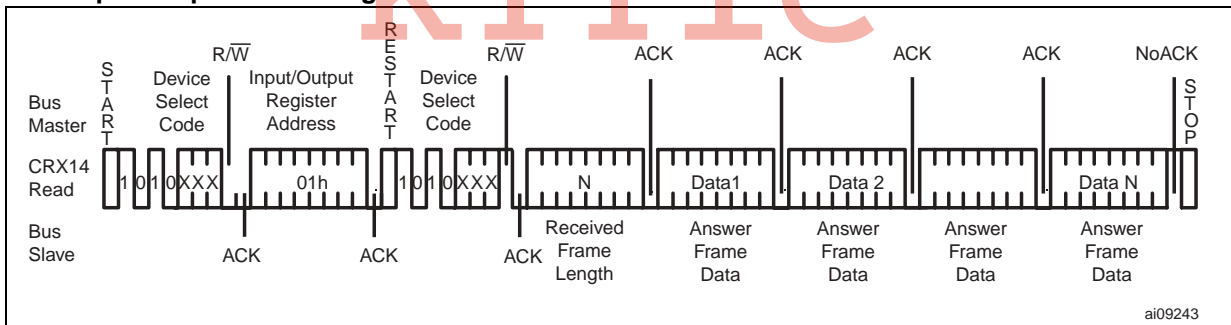 R/W
RESTART
R/W
ACK
ACK
ACK
ACK
NoACK
Bus
Master
START
Device
Select
Code
Input/Output
Register
Address
Device
Select
Code
STOP
CRX14
Read
1 0 1 0 X X X
01h
1 0 1 0 X X X
N
Data1
Data 2
Data N
Bus
Slave
ACK
ACK
ACK
Received
Frame
Length
Answer
Frame
Data
Answer
Frame
Data
Answer
Frame
Data
Answer
Frame
Data
ai09243